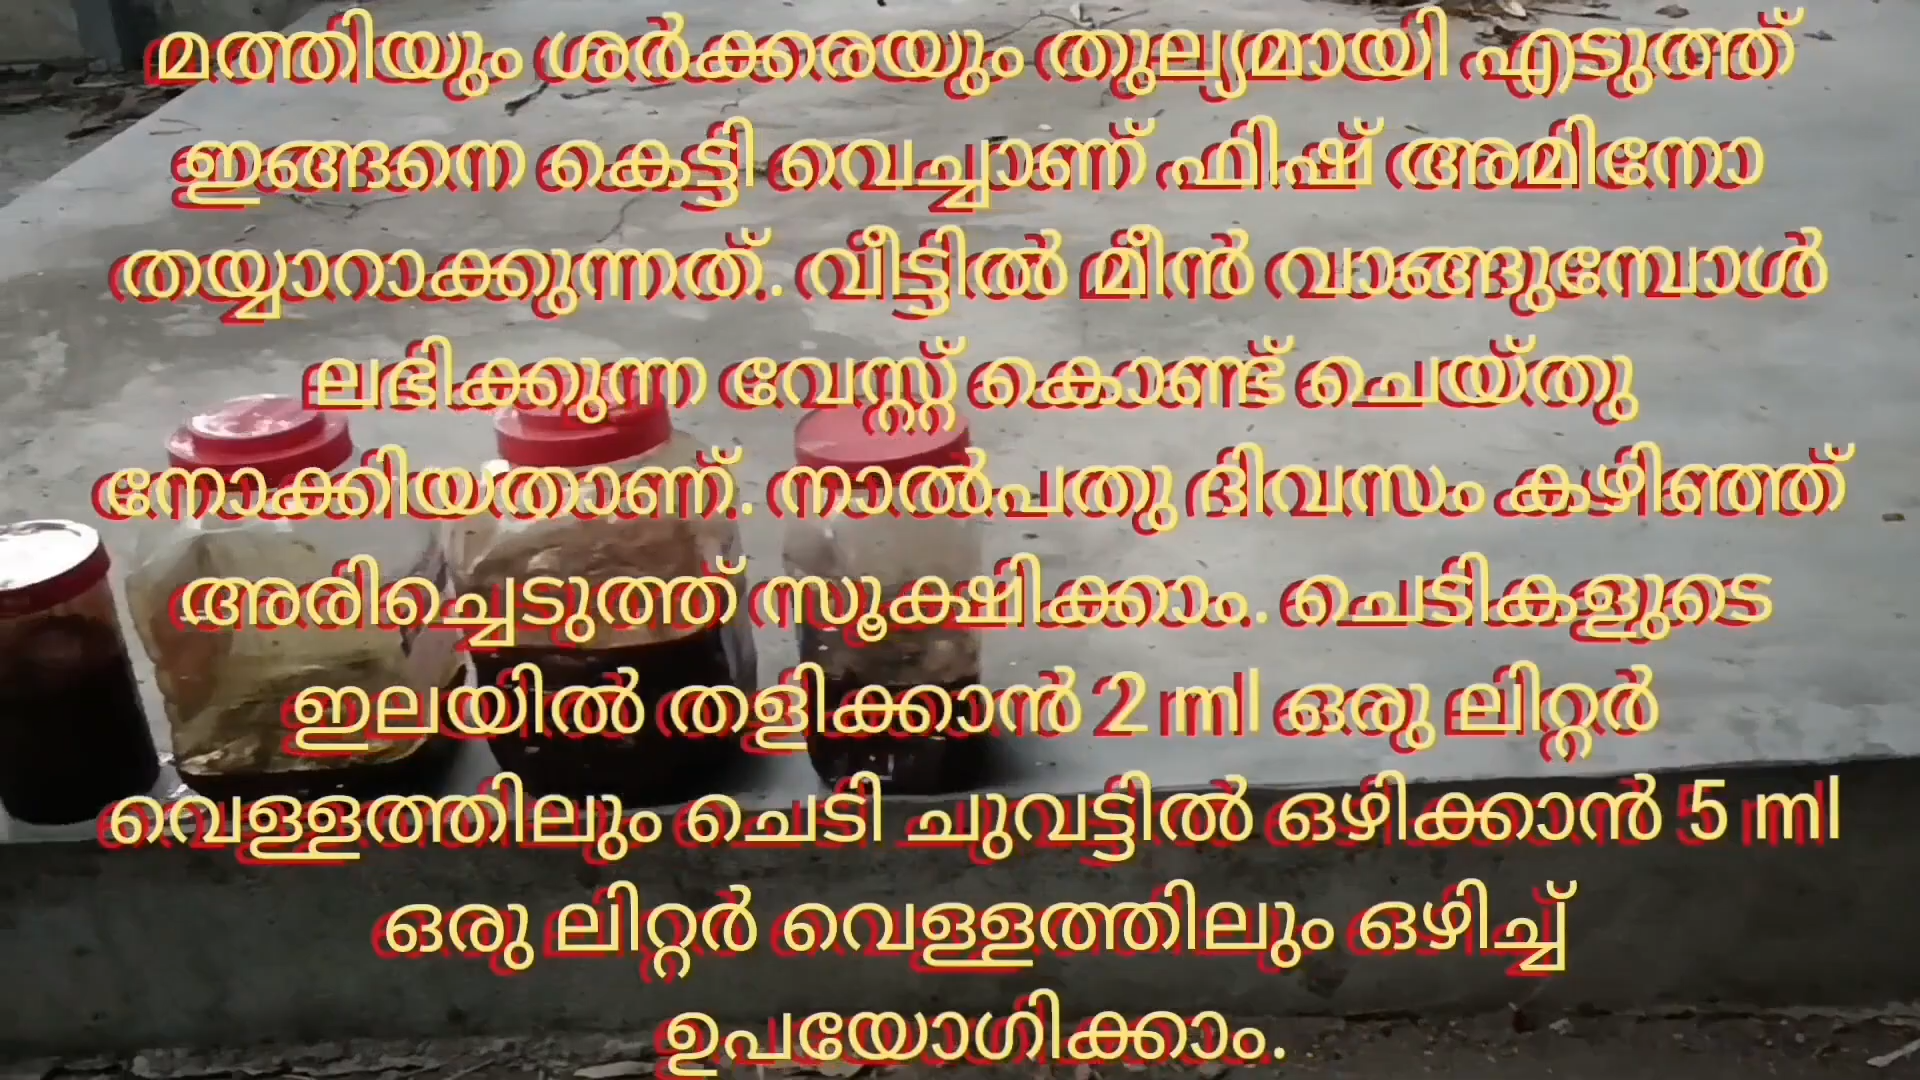 മത്തിയും ശർക്കരയും തുല്യമായി എടുത്ത്
ഇങ്ങനെ കെട്ടി വെച്ചാണ് ഫിഷ് അമിനോ
തയ്യാറാക്കുന്നത്. വീട്ടിൽ മീൻ വാങ്ങുമ്പോൾ
ലഭിക്കുന്ന വേസ്റ്റ് കൊണ്ട് ചെയ്തു
നോക്കിയതാണ്. നാൽപതു ദിവസം കഴിഞ്ഞ്
അരിച്ചെടുത്ത് സൂക്ഷിക്കാം. ചെടികളുടെ
ഇലയിൽ തളിക്കാൻ 2 ml ഒരു ലിറ്റർ
വെള്ളത്തിലും ചെടി ചുവട്ടിൽ ഒഴിക്കാൻ 5 ml
ഒരു ലിറ്റർ വെള്ളത്തിലും ഒഴിച്ച്
ഉപയോഗിക്കാം.